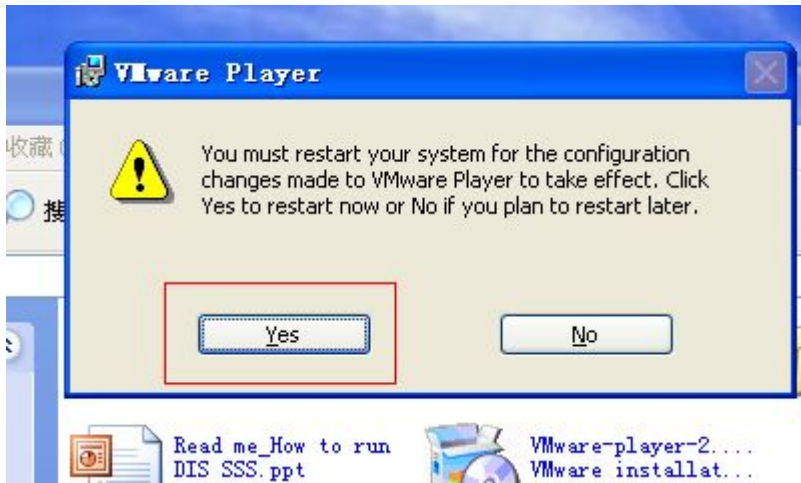 VMware Player
收藏
You must restart your system for the configuration
changes made to VMware Player to take effect. Click
Yes to restart now or No if you plan to restart later.
搜
Yes
No
Read me_How to run
DIS SSS.ppt
VMware-player-2....
VMware installat...